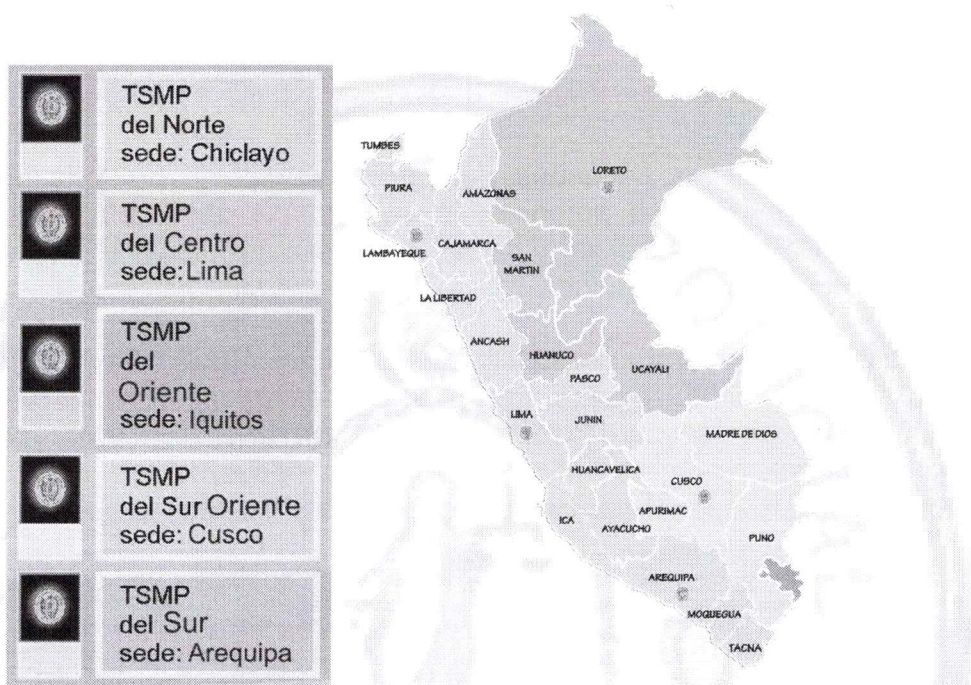 TSMP
del Norte
sede: Chiclayo
TSMP
del Centro
sede: Lima
TSMP
del
Oriente
sede: Iquitos
TSMP
del Sur Oriente
sede: Cusco
TSMP
del Sur
sede: Arequipa
TUMBES
PIURA
AMAZONAS
LORETO
LAMBAYEQUE
CAJAMARCA
SAN
MARTIN
LA LIBERTAD
ANCASH
HUANUCO
PASCO
UCAYALI
LIMA
JUNIN
MADRE DE DIOS
HUANCAVELICA
CUSCO
ICA
AYACUCHO
APURIMAC
PUNO
AREQUIPA
MOQUEGUA
TACNA